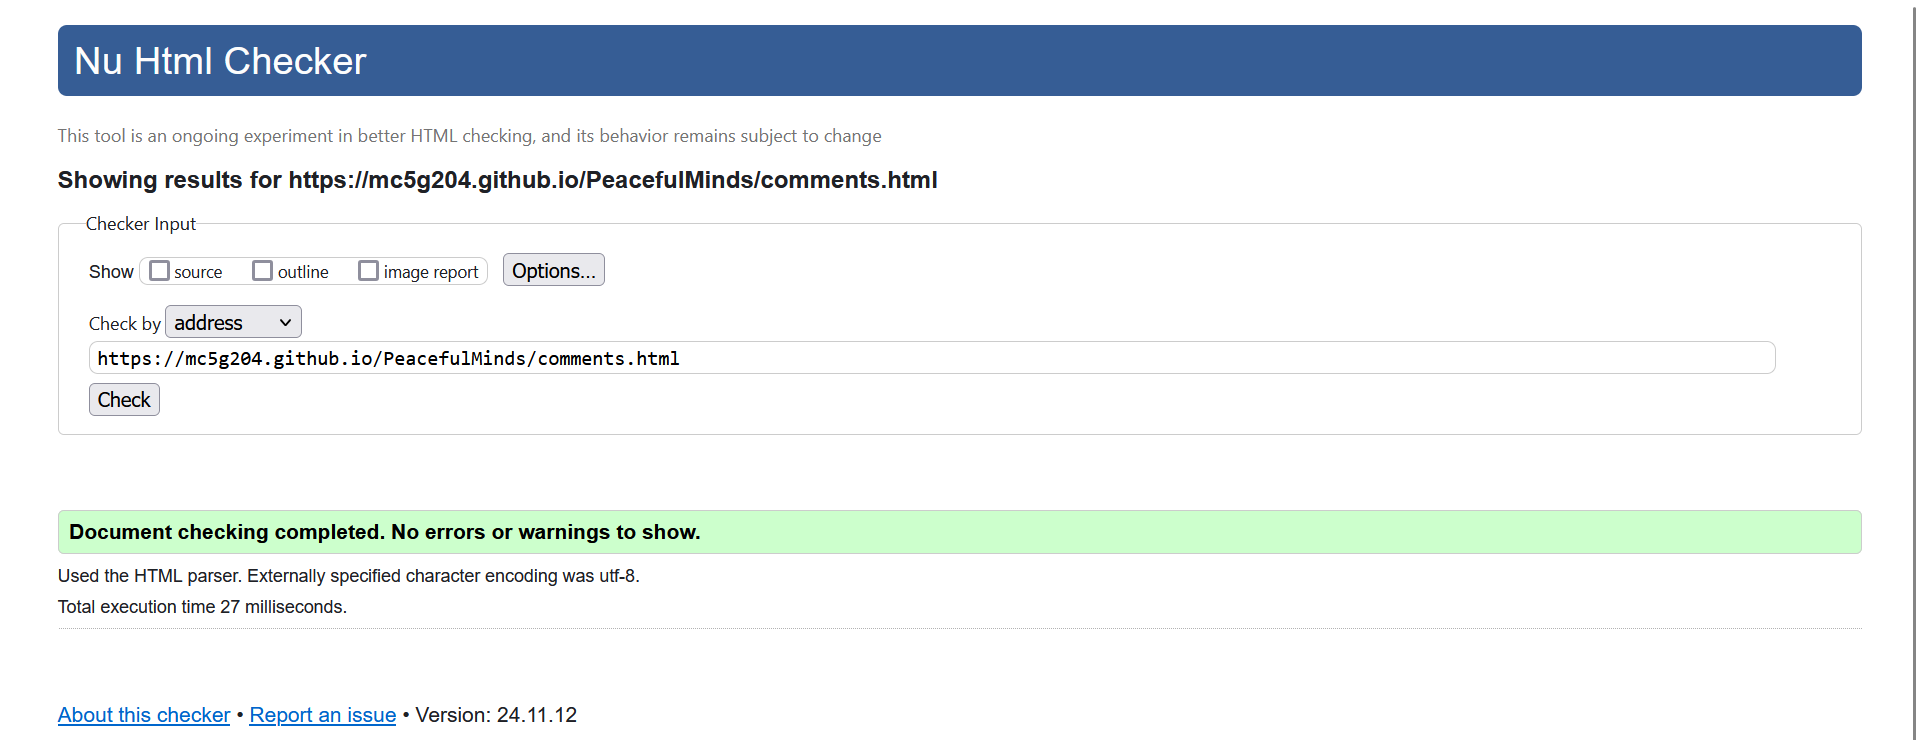 Nu Html Checker
This tool is an ongoing experiment in better HTML checking, and its behavior remains subject to change
Showing results for https://mc5g204.github.io/PeacefulMinds/comments.html
Checker Input
Show source outline image report Options...
Check by address
https://mc5g204.github.io/PeacefulMinds/comments.html
Check
Document checking completed. No errors or warnings to show.
Used the HTML parser. Externally specified character encoding was utf-8.
Total execution time 27 milliseconds.
About this checker • Report an issue • Version: 24.11.12